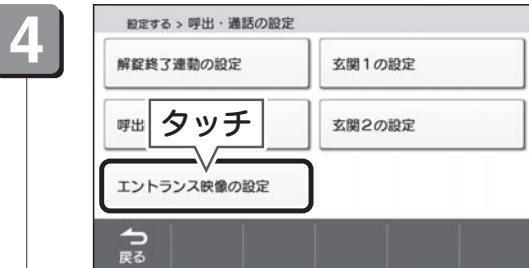 4
設定する > 呼出・通話の設定
解錠終了連動の設定
玄関1の設定
呼出
タッチ
玄関2の設定
エントランス映像の設定
戻る